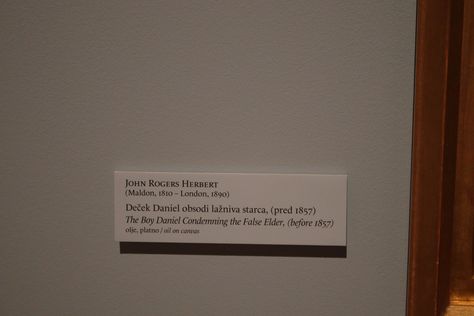 JOHN ROGERS HERBERT
(Maldon, 1810 – London, 1890)
Deček Daniel obsodi lažniva starca, (pred 1857)
The Boy Daniel Condemning the False Elder, (before 1857)
olje, platno / oil on canvas